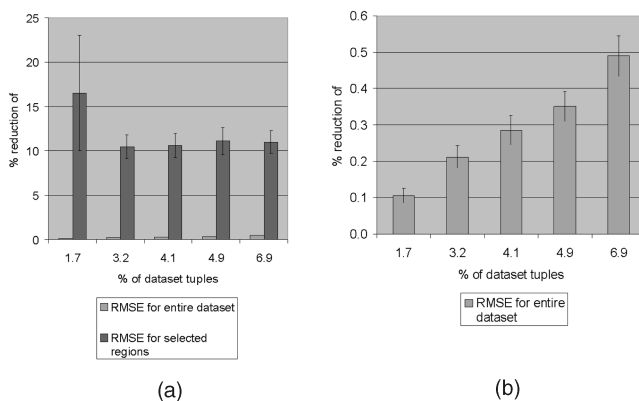 25
20
15
10
5
0
% reduction of
1.7 3.2 4.1 4.9 6.9
% of dataset tuples
RMSE for entire dataset
RMSE for selected
regions
(a)
0.6
0.5
0.4
0.3
0.2
0.1
0.0
% reduction of
1.7 3.2 4.1 4.9 6.9
% of dataset tuples
RMSE for entire
dataset
(b)